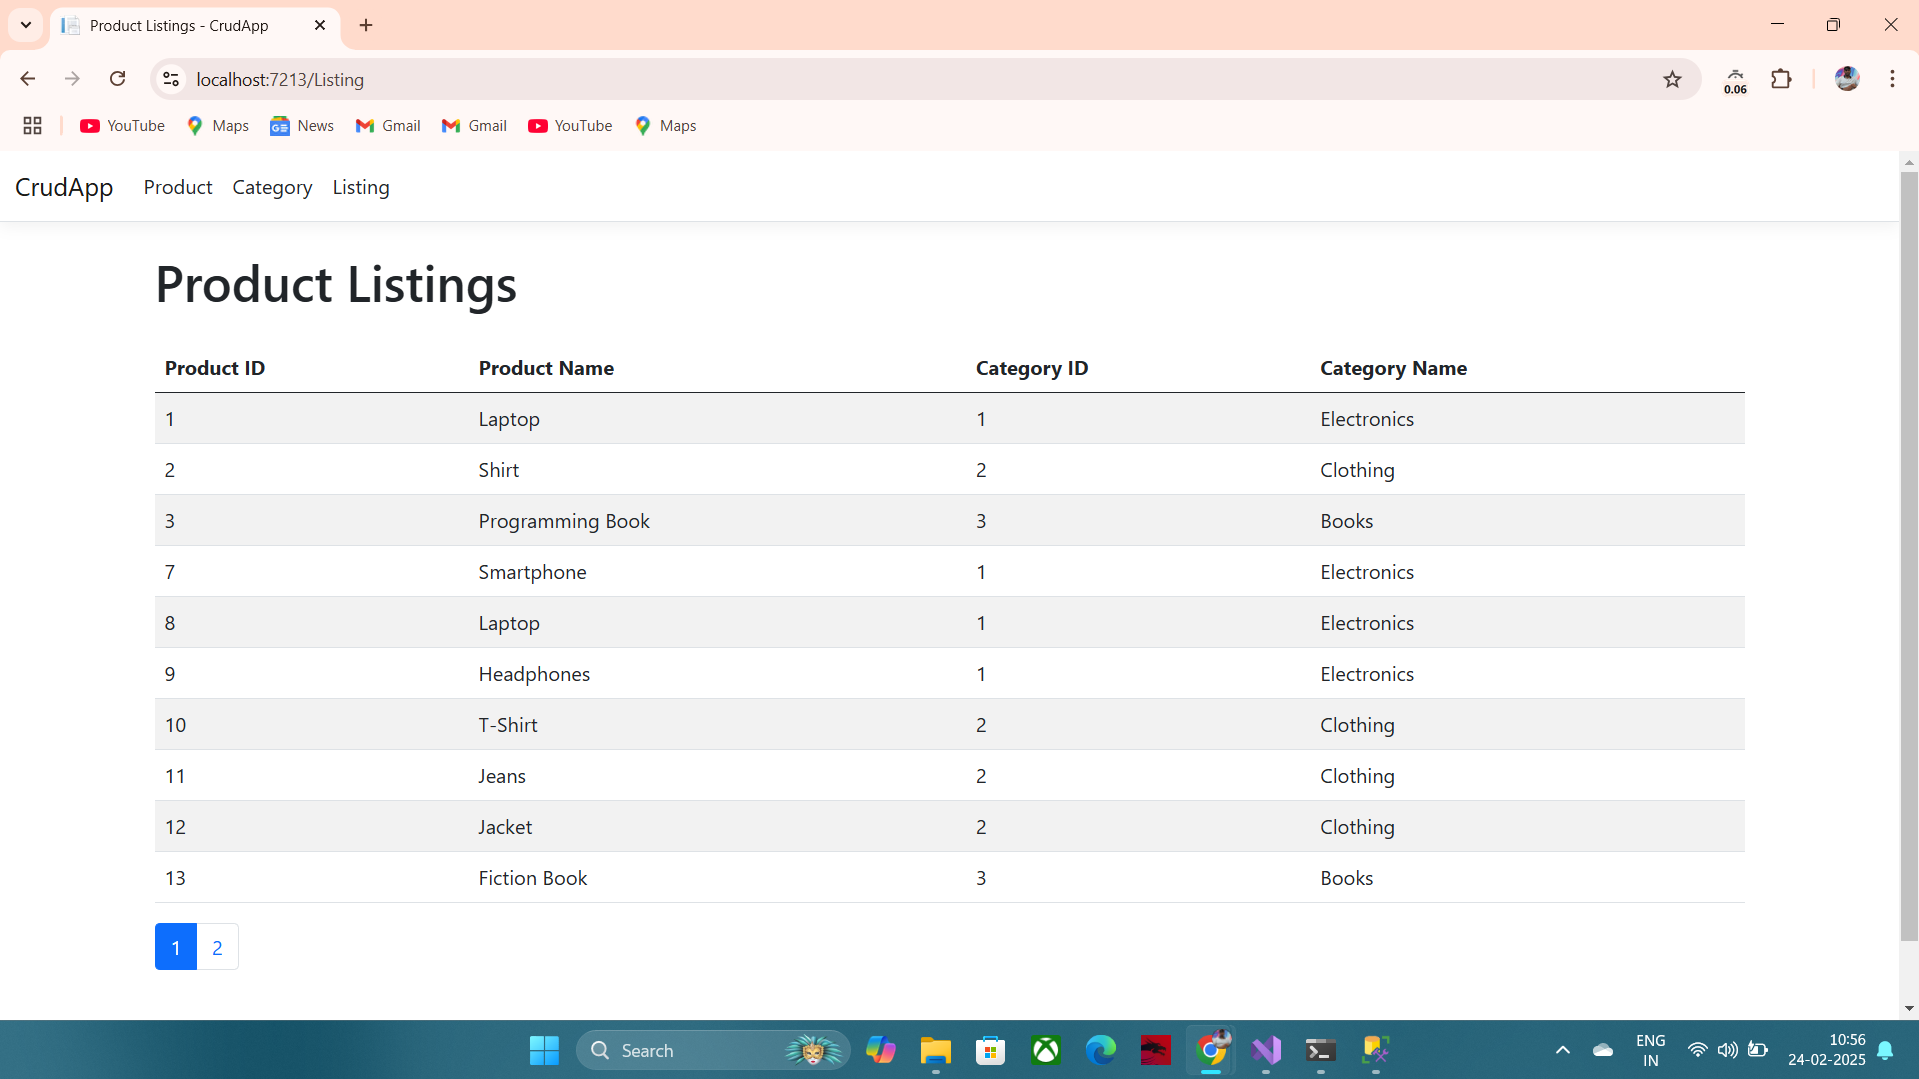 Product Listings - CrudApp
localhost:7213/Listing
0.06
YouTube Maps News Gmail Gmail YouTube Maps
CrudApp Product Category Listing
Product Listings
Product ID Product Name Category ID Category Name
1 Laptop 1 Electronics
2 Shirt 2 Clothing
3 Programming Book 3 Books
7 Smartphone 1 Electronics
8 Laptop 1 Electronics
9 Headphones 1 Electronics
10 T-Shirt 2 Clothing
11 Jeans 2 Clothing
12 Jacket 2 Clothing
13 Fiction Book 3 Books
1 2
Search
ENG
IN
10:56
24-02-2025